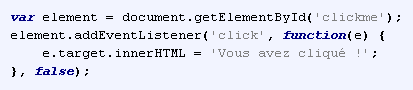 var element = document.getElementById('clickme');
element.addEventListener('click', function(e) {
    e.target.innerHTML = 'Vous avez cliqué !';
}, false);